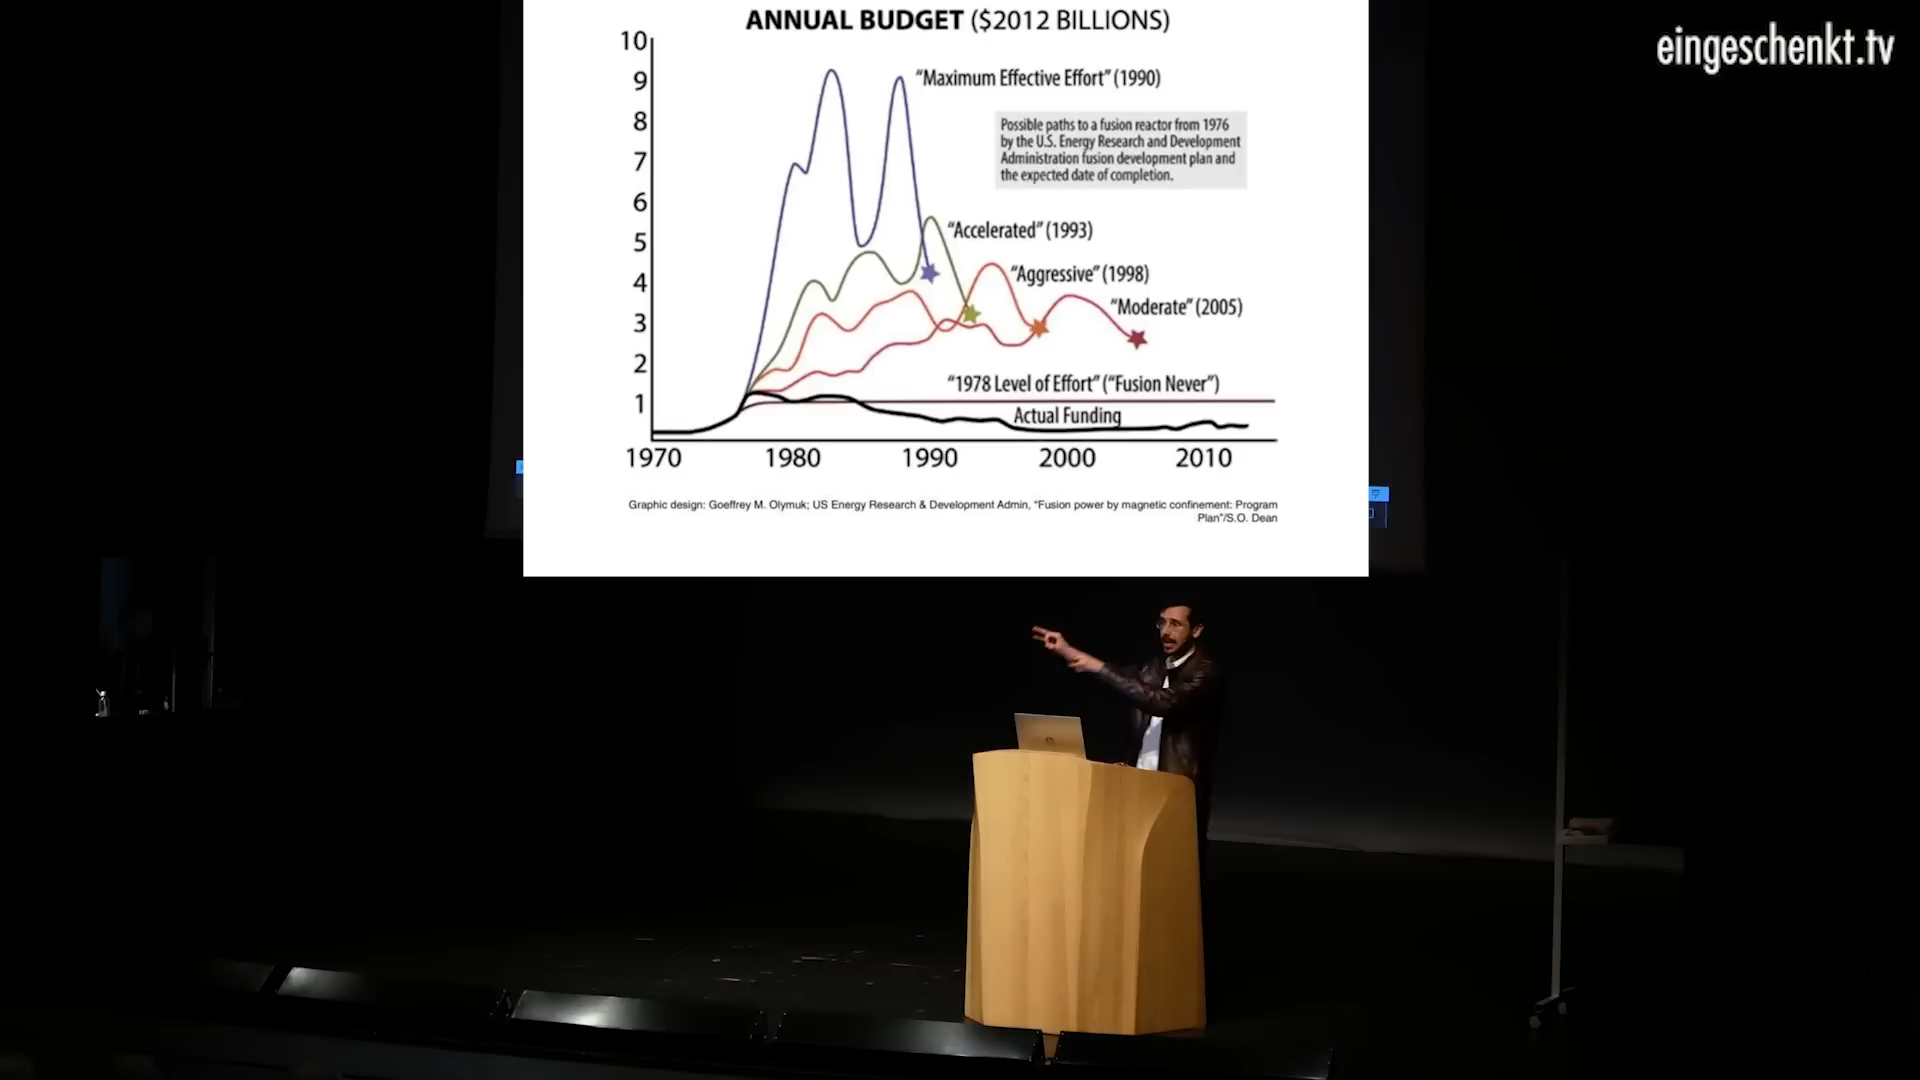 ANNUAL BUDGET ($2012 BILLIONS)
eingeschenkt.tv
10
9
8
7
6
5
4
3
2
1
“Maximum Effective Effort” (1990)
Possible paths to a fusion reactor from 1976
by the U.S. Energy Research and Development
Administration fusion development plan and
the expected date of completion.
“Accelerated” (1993)
“Aggressive” (1998)
“Moderate” (2005)
“1978 Level of Effort” (“Fusion Never”)
Actual Funding
1970 1980 1990 2000 2010
Graphic design: Goeffrey M. Olymuk; US Energy Research & Development Admin, “Fusion power by magnetic confinement: Program
Plan”/S.O. Dean